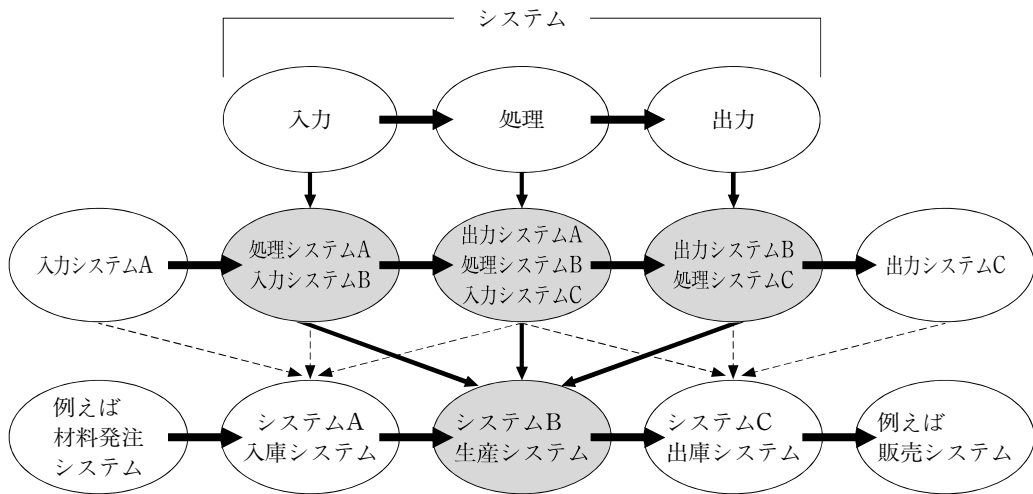 システム
入力
処理
出力
入力システムA
処理システムA
入力システムB
出力システムA
処理システムB
入力システムC
出力システムB
処理システムC
出力システムC
例えば
材料発注
システム
システムA
入庫システム
システムB
生産システム
システムC
出庫システム
例えば
販売システム